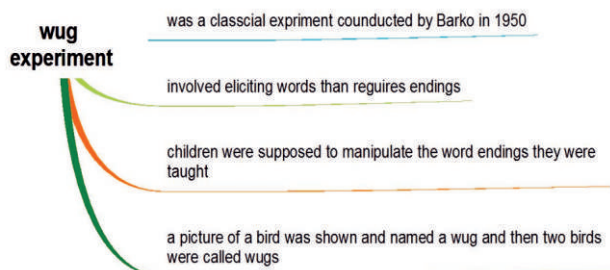 wug
experiment
was a classcial expriment counducted by Barko in 1950
involved eliciting words than reguires endings
children were supposed to manipulate the word endings they were
taught
a picture of a bird was shown and named a wug and then two birds
were called wugs